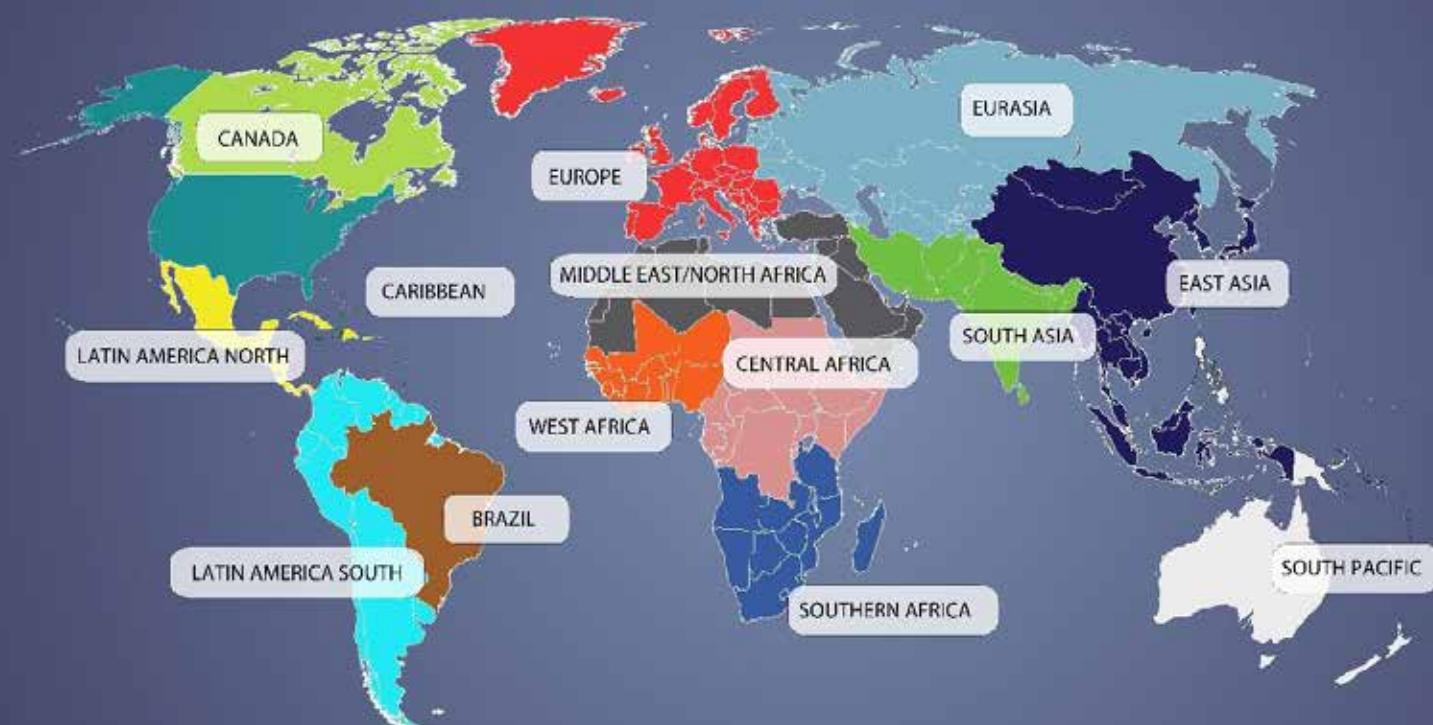 EURASIA
CANADA
EUROPE
MIDDLE EAST/NORTH AFRICA
CARIBBEAN
EAST ASIA
SOUTH ASIA
LATIN AMERICA NORTH
CENTRAL AFRICA
WEST AFRICA
BRAZIL
LATIN AMERICA SOUTH
SOUTH PACIFIC
SOUTHERN AFRICA